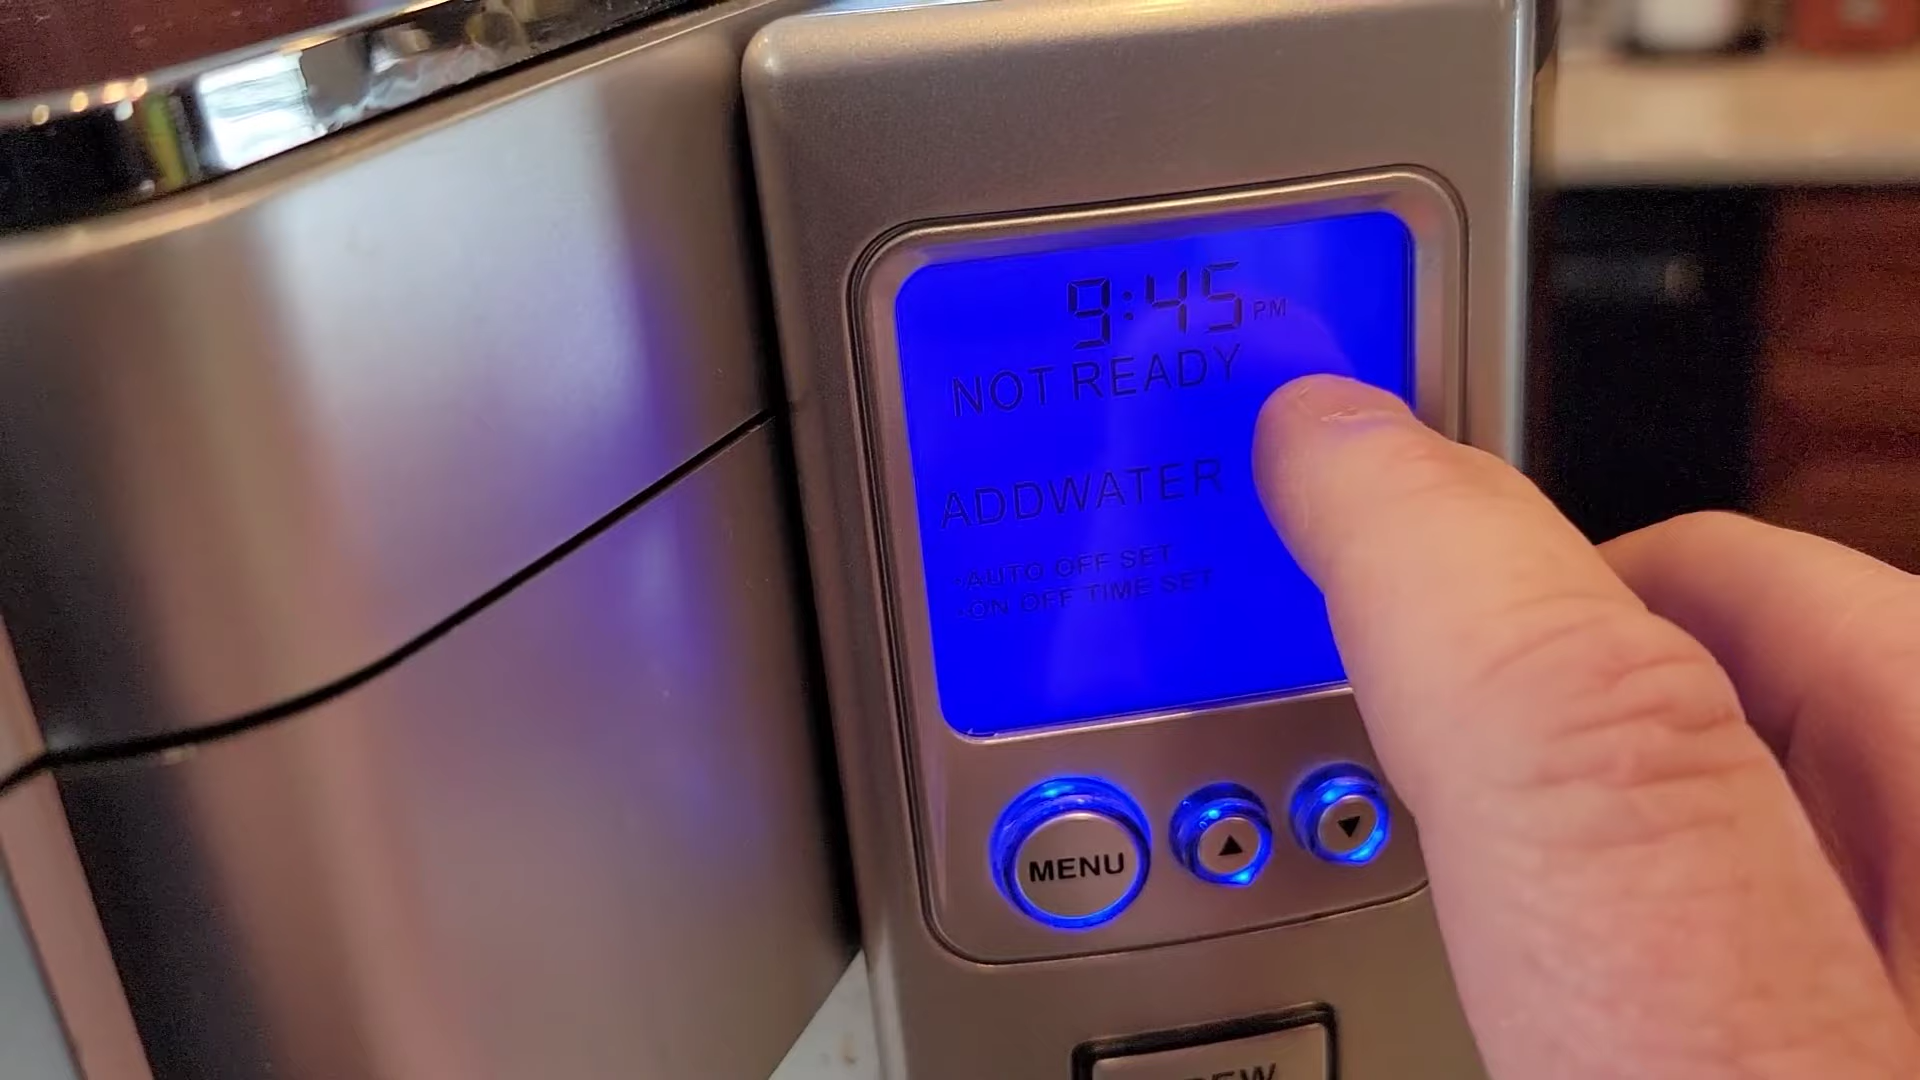 9:45 PM
NOT READY
ADDWATER
AUTO OFF SET
ON OFF TIME SET
MENU